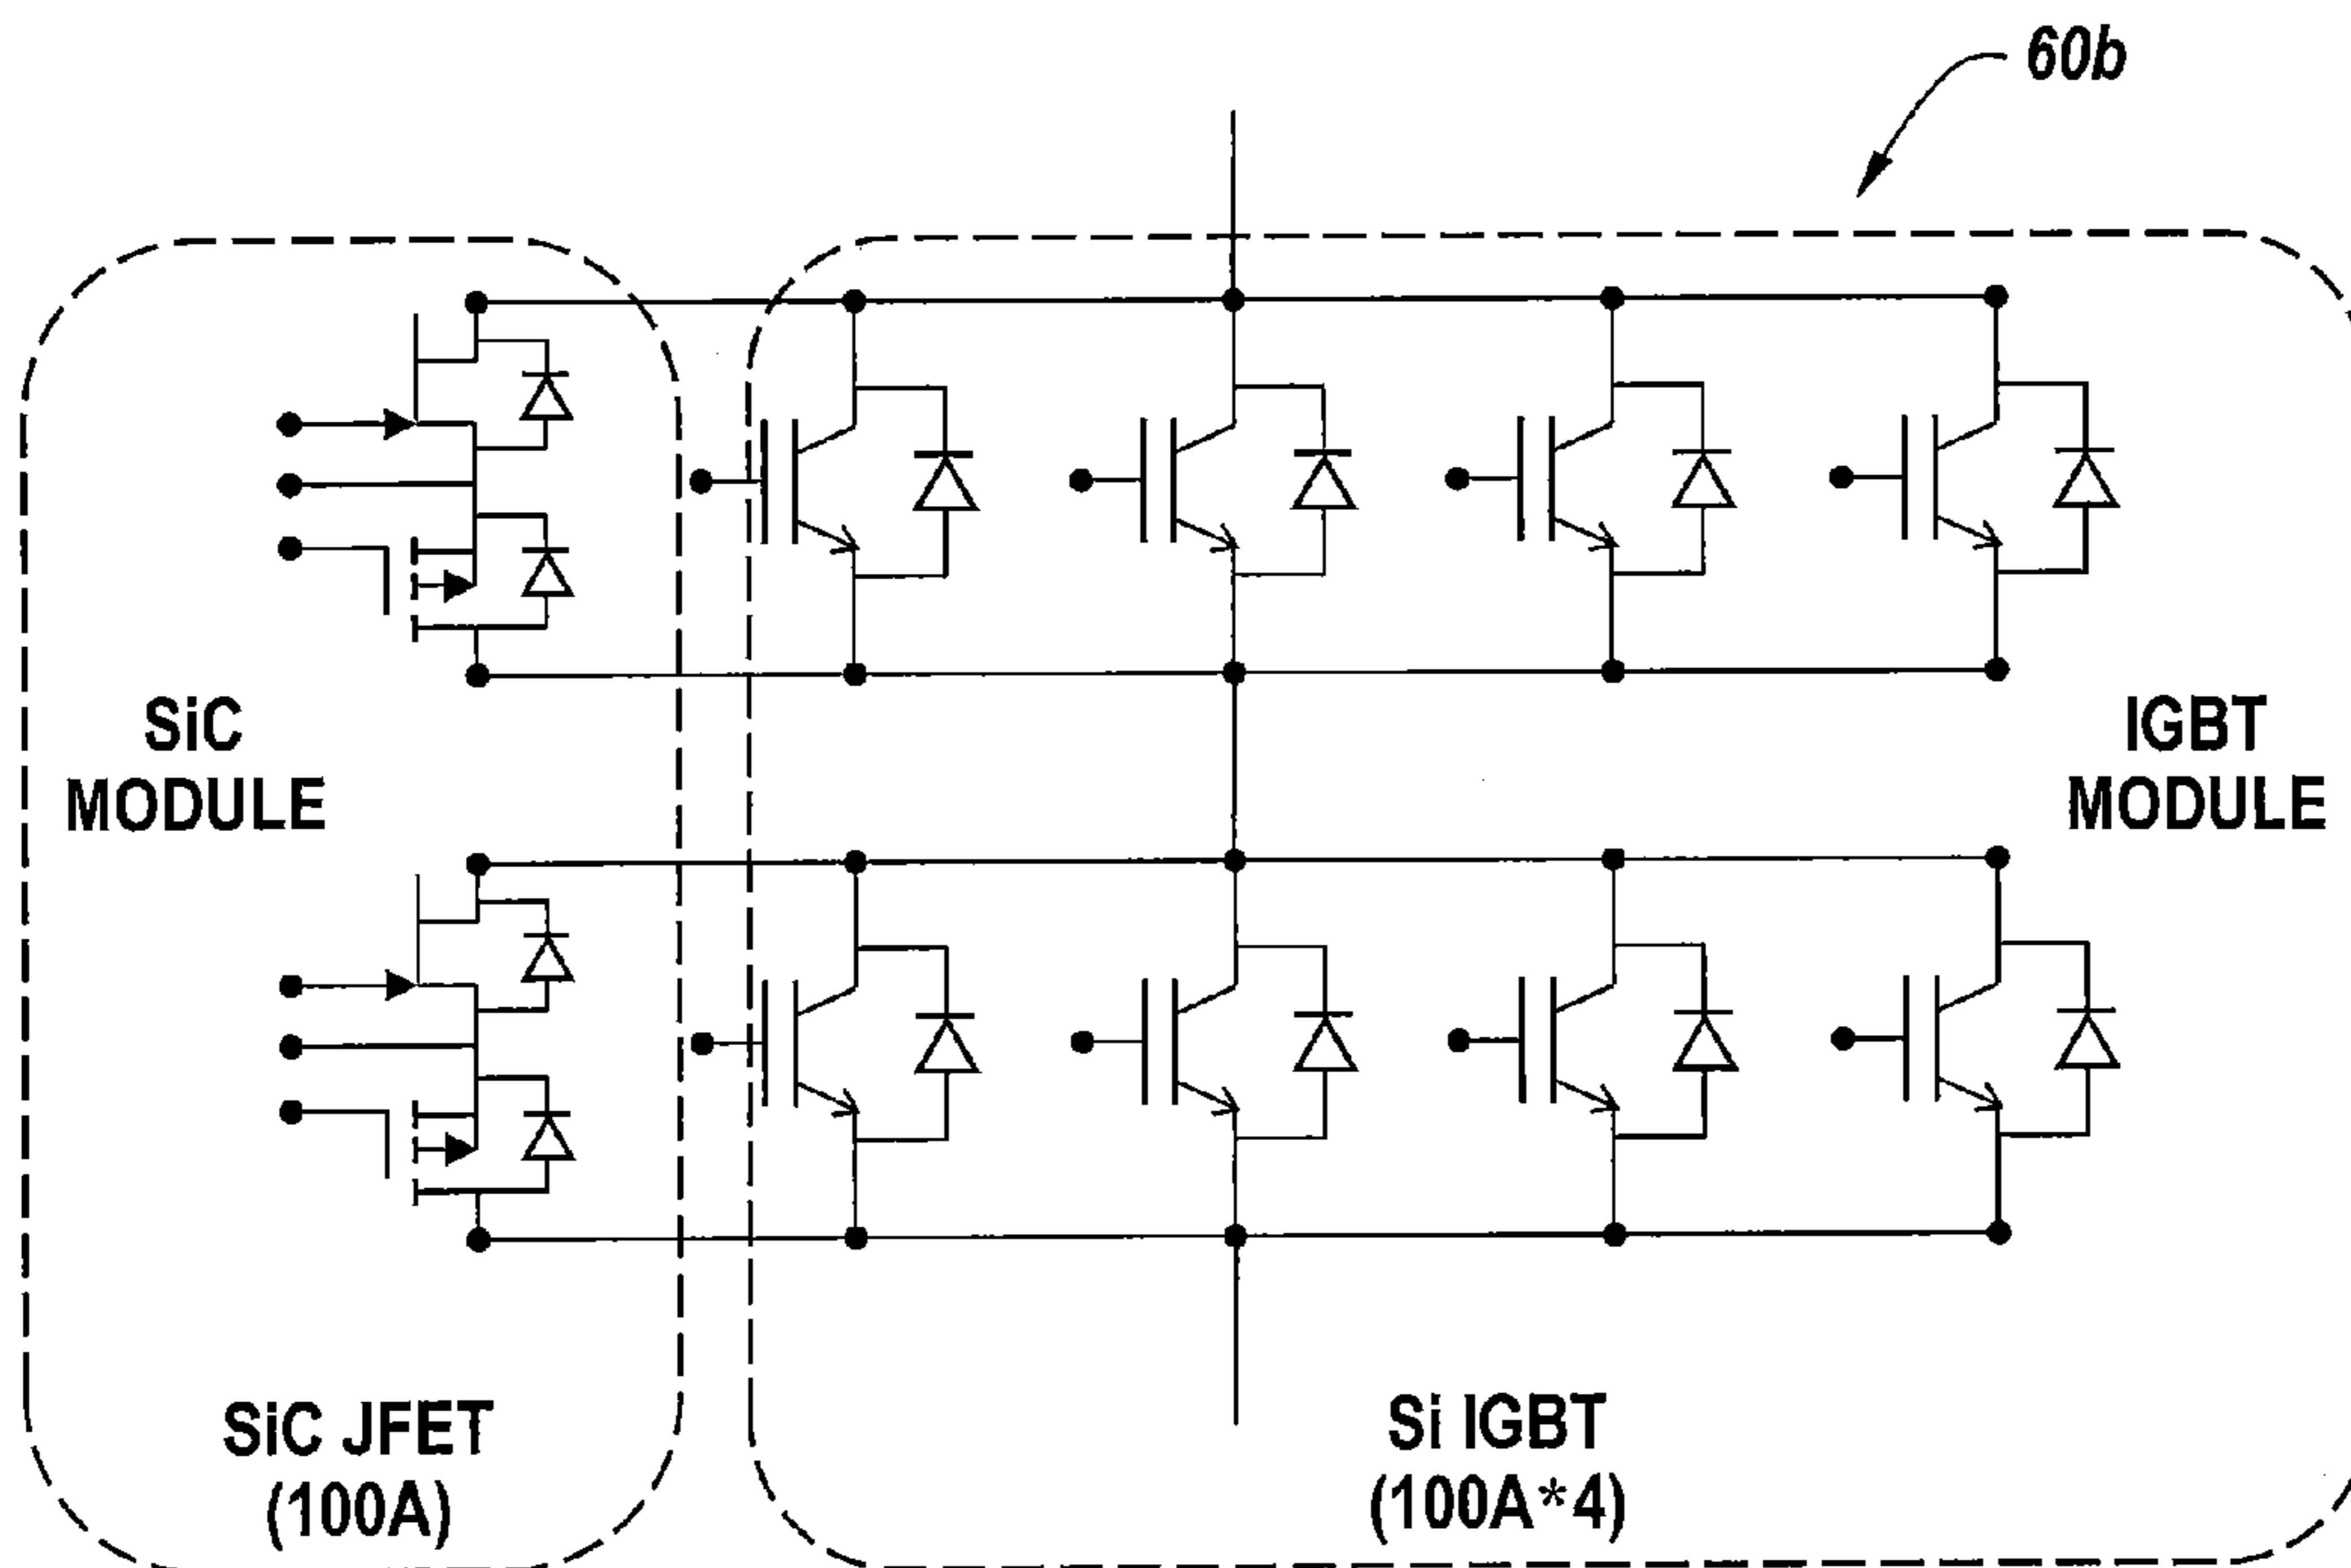 60b
SiC
MODULE
IGBT
MODULE
SiC JFET
(100A)
Si IGBT
(100A*4)